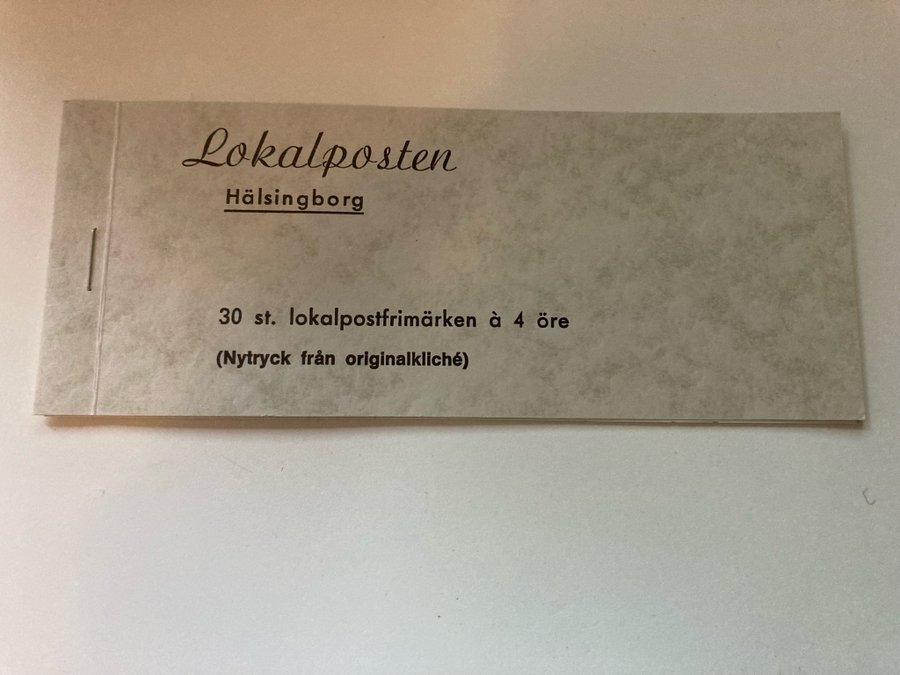 Lokalposten
Hälsingborg
30 st. lokalpostfrimärken à 4 öre
(Nytryck från originalkliché)